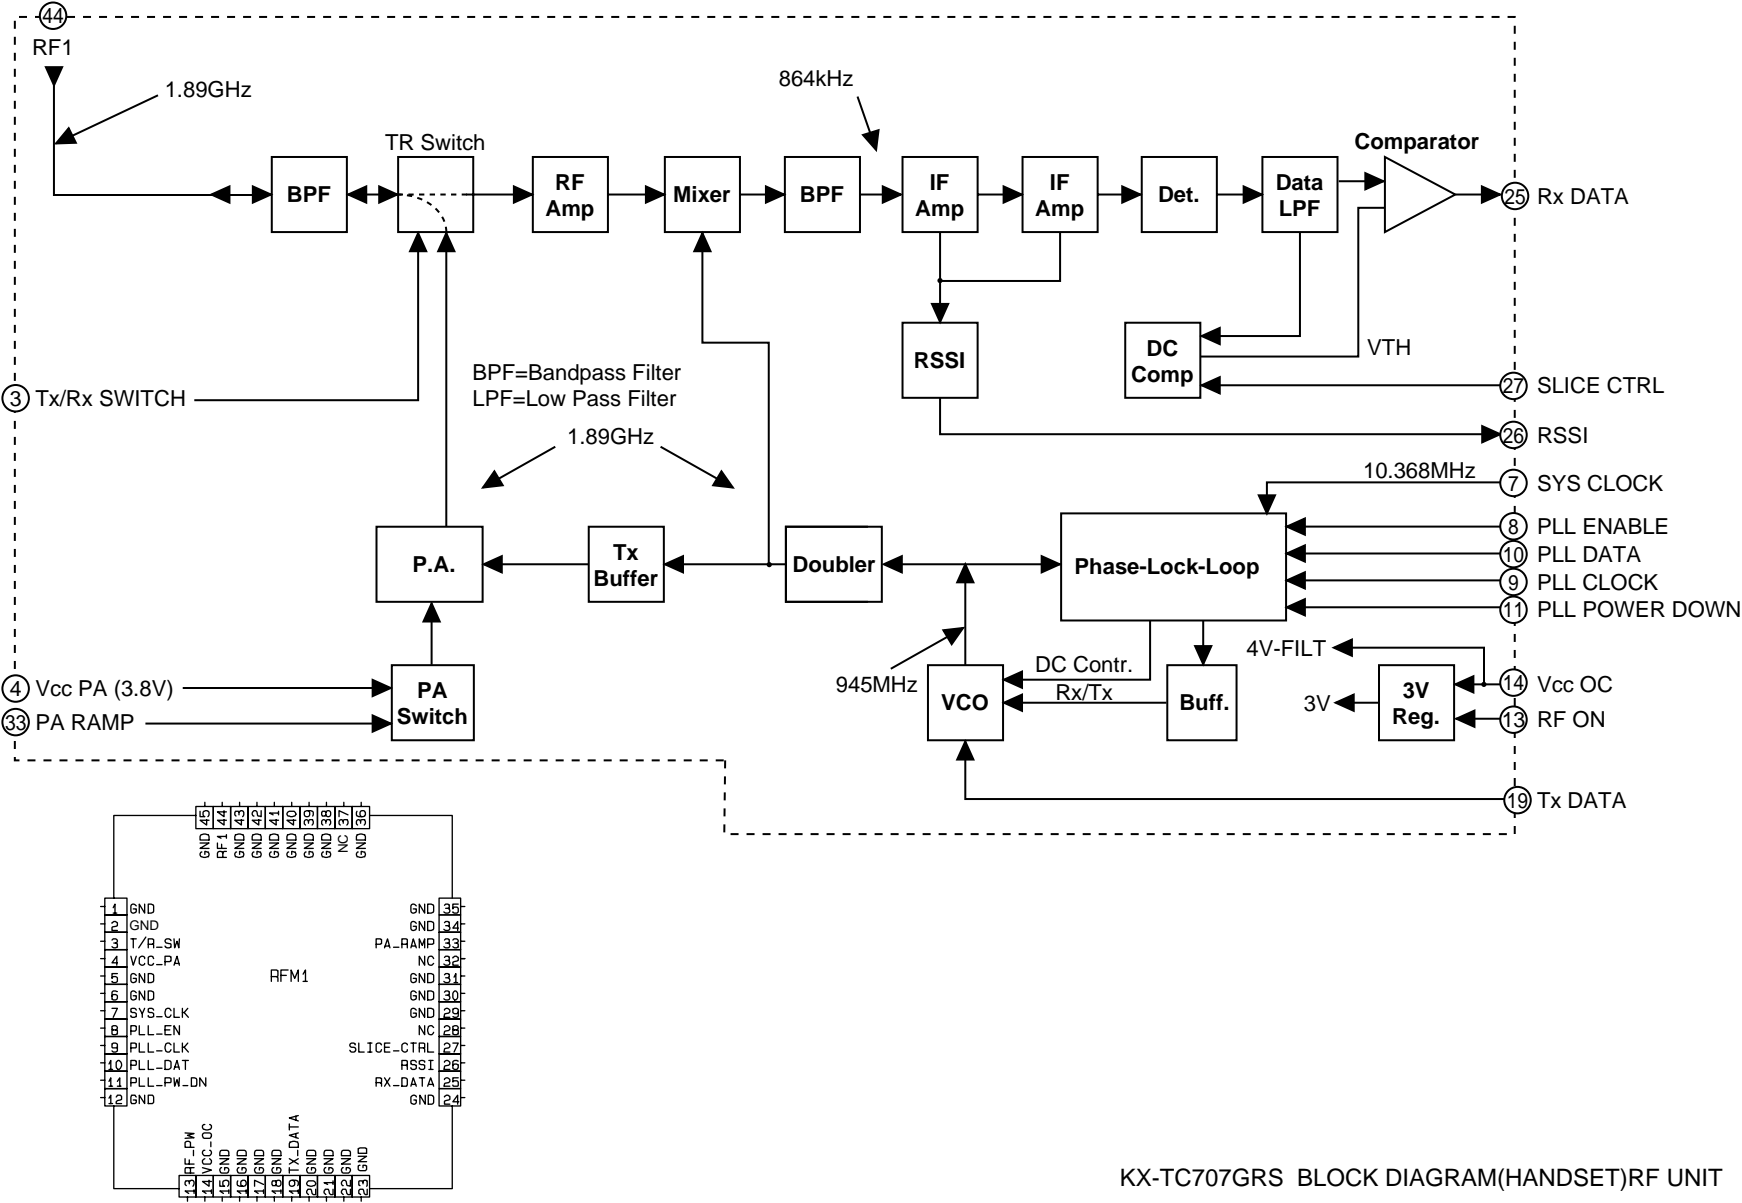 44
RF1
1.89GHz
864kHz
TR Switch
Comparator
BPF
RF
Amp
Mixer
BPF
IF
Amp
IF
Amp
Det.
Data
LPF
25 Rx DATA
RSSI
DC
Comp
VTH
BPF=Bandpass Filter
LPF=Low Pass Filter
3 Tx/Rx SWITCH
27 SLICE CTRL
1.89GHz
26 RSSI
10.368MHz
7 SYS CLOCK
8 PLL ENABLE
10 PLL DATA
9 PLL CLOCK
11 PLL POWER DOWN
P.A.
Tx
Buffer
Doubler
Phase-Lock-Loop
4V-FILT
945MHz
DC Contr.
Rx/Tx
VCO
Buff.
3V
3V
Reg.
14 Vcc OC
13 RF ON
4 Vcc PA (3.8V)
33 PA RAMP
PA
Switch
19 Tx DATA
45 GND
44 RF1
43 GND
42 GND
41 GND
40 GND
39 GND
38 GND
37 NC
36 GND
1 GND
2 GND
3 T/R_SW
4 VCC_PA
5 GND
6 GND
7 SYS_CLK
8 PLL_EN
9 PLL_CLK
10 PLL_DAT
11 PLL_PW_DN
12 GND
RFM1
GND 35
GND 34
PA_RAMP 33
NC 32
GND 31
GND 30
GND 29
NC 28
SLICE_CTRL 27
RSSI 26
RX_DATA 25
GND 24
13 RF_PW
14 VCC_OC
15 GND
16 GND
17 GND
18 GND
19 TX_DATA
20 GND
21 GND
22 GND
23 GND
KX-TC707GRS BLOCK DIAGRAM(HANDSET)RF UNIT